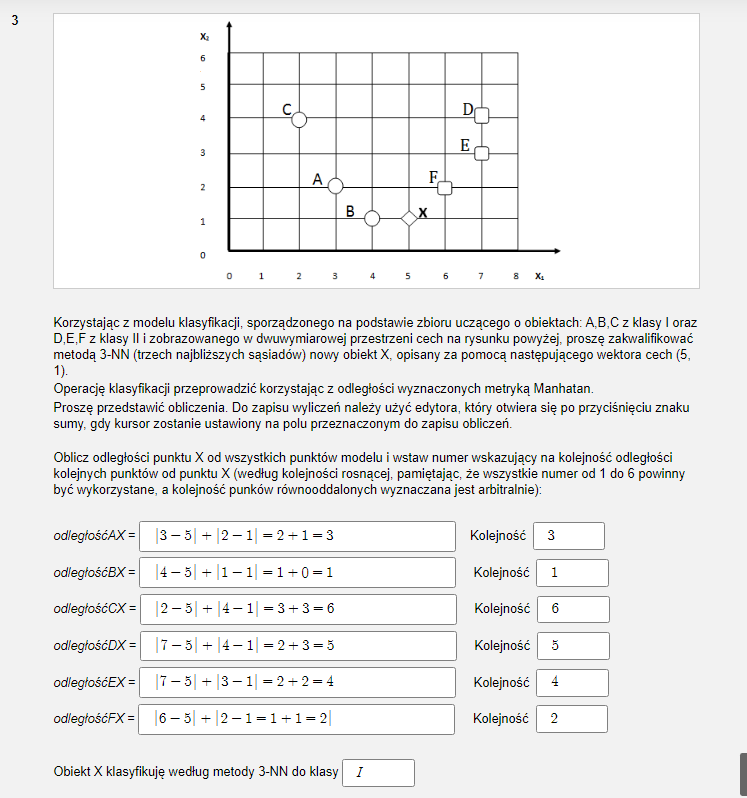 3
X₂
6
5
4
3
2
1
0
C
D
E
A
F
B
X
0 1 2 3 4 5 6 7 8 X₁
Korzystając z modelu klasyfikacji, sporządzonego na podstawie zbioru uczącego o obiektach: A,B,C z klasy I oraz
D,E,F z klasy II i zobrazowanego w dwuwymiarowej przestrzeni cech na rysunku powyżej, proszę zakwalifikować
metodą 3-NN (trzech najbliższych sąsiadów) nowy obiekt X, opisany za pomocą następującego wektora cech (5,
1).
Operację klasyfikacji przeprowadzić korzystając z odległości wyznaczonych metryką Manhatan.
Proszę przedstawić obliczenia. Do zapisu wyliczeń należy użyć edytora, który otwiera się po przyciśnięciu znaku
sumy, gdy kursor zostanie ustawiony na polu przeznaczonym do zapisu obliczeń.
Oblicz odległości punktu X od wszystkich punktów modelu i wstaw numer wskazujący na kolejność odległości
kolejnych punktów od punktu X (według kolejności rosnącej, pamiętając, że wszystkie numer od 1 do 6 powinny
być wykorzystane, a kolejność punków równooddalonych wyznaczana jest arbitralnie):
odległośćAX = |3 − 5| + |2 − 1| = 2 + 1 = 3 Kolejność 3
odległośćBX = |4 − 5| + |1 − 1| = 1 + 0 = 1 Kolejność 1
odległośćCX = |2 − 5| + |4 − 1| = 3 + 3 = 6 Kolejność 6
odległośćDX = |7 − 5| + |4 − 1| = 2 + 3 = 5 Kolejność 5
odległośćEX = |7 − 5| + |3 − 1| = 2 + 2 = 4 Kolejność 4
odległośćFX = |6 − 5| + |2 − 1 = 1 + 1 = 2| Kolejność 2
Obiekt X klasyfikuję według metody 3-NN do klasy I